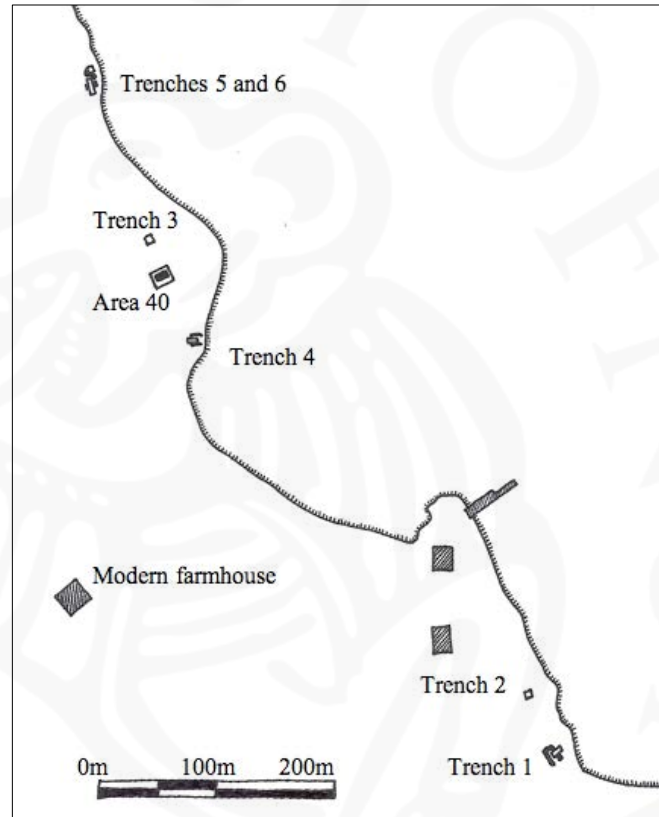 Trenches 5 and 6
Trench 3
Area 40
Trench 4
Modern farmhouse
Trench 2
Trench 1
0m 100m 200m